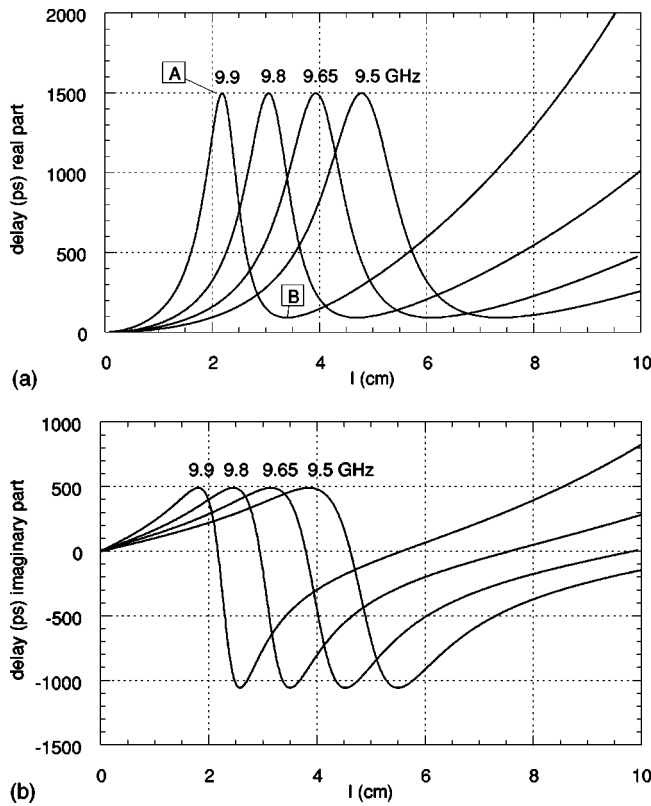 2000
1500
1000
500
0
delay (ps) real part
A
9.9 9.8 9.65 9.5 GHz
B
0 2 4 6 8 10
l (cm)
(a)
1000
500
0
-500
-1000
-1500
delay (ps) imaginary part
9.9 9.8 9.65 9.5 GHz
0 2 4 6 8 10
l (cm)
(b)